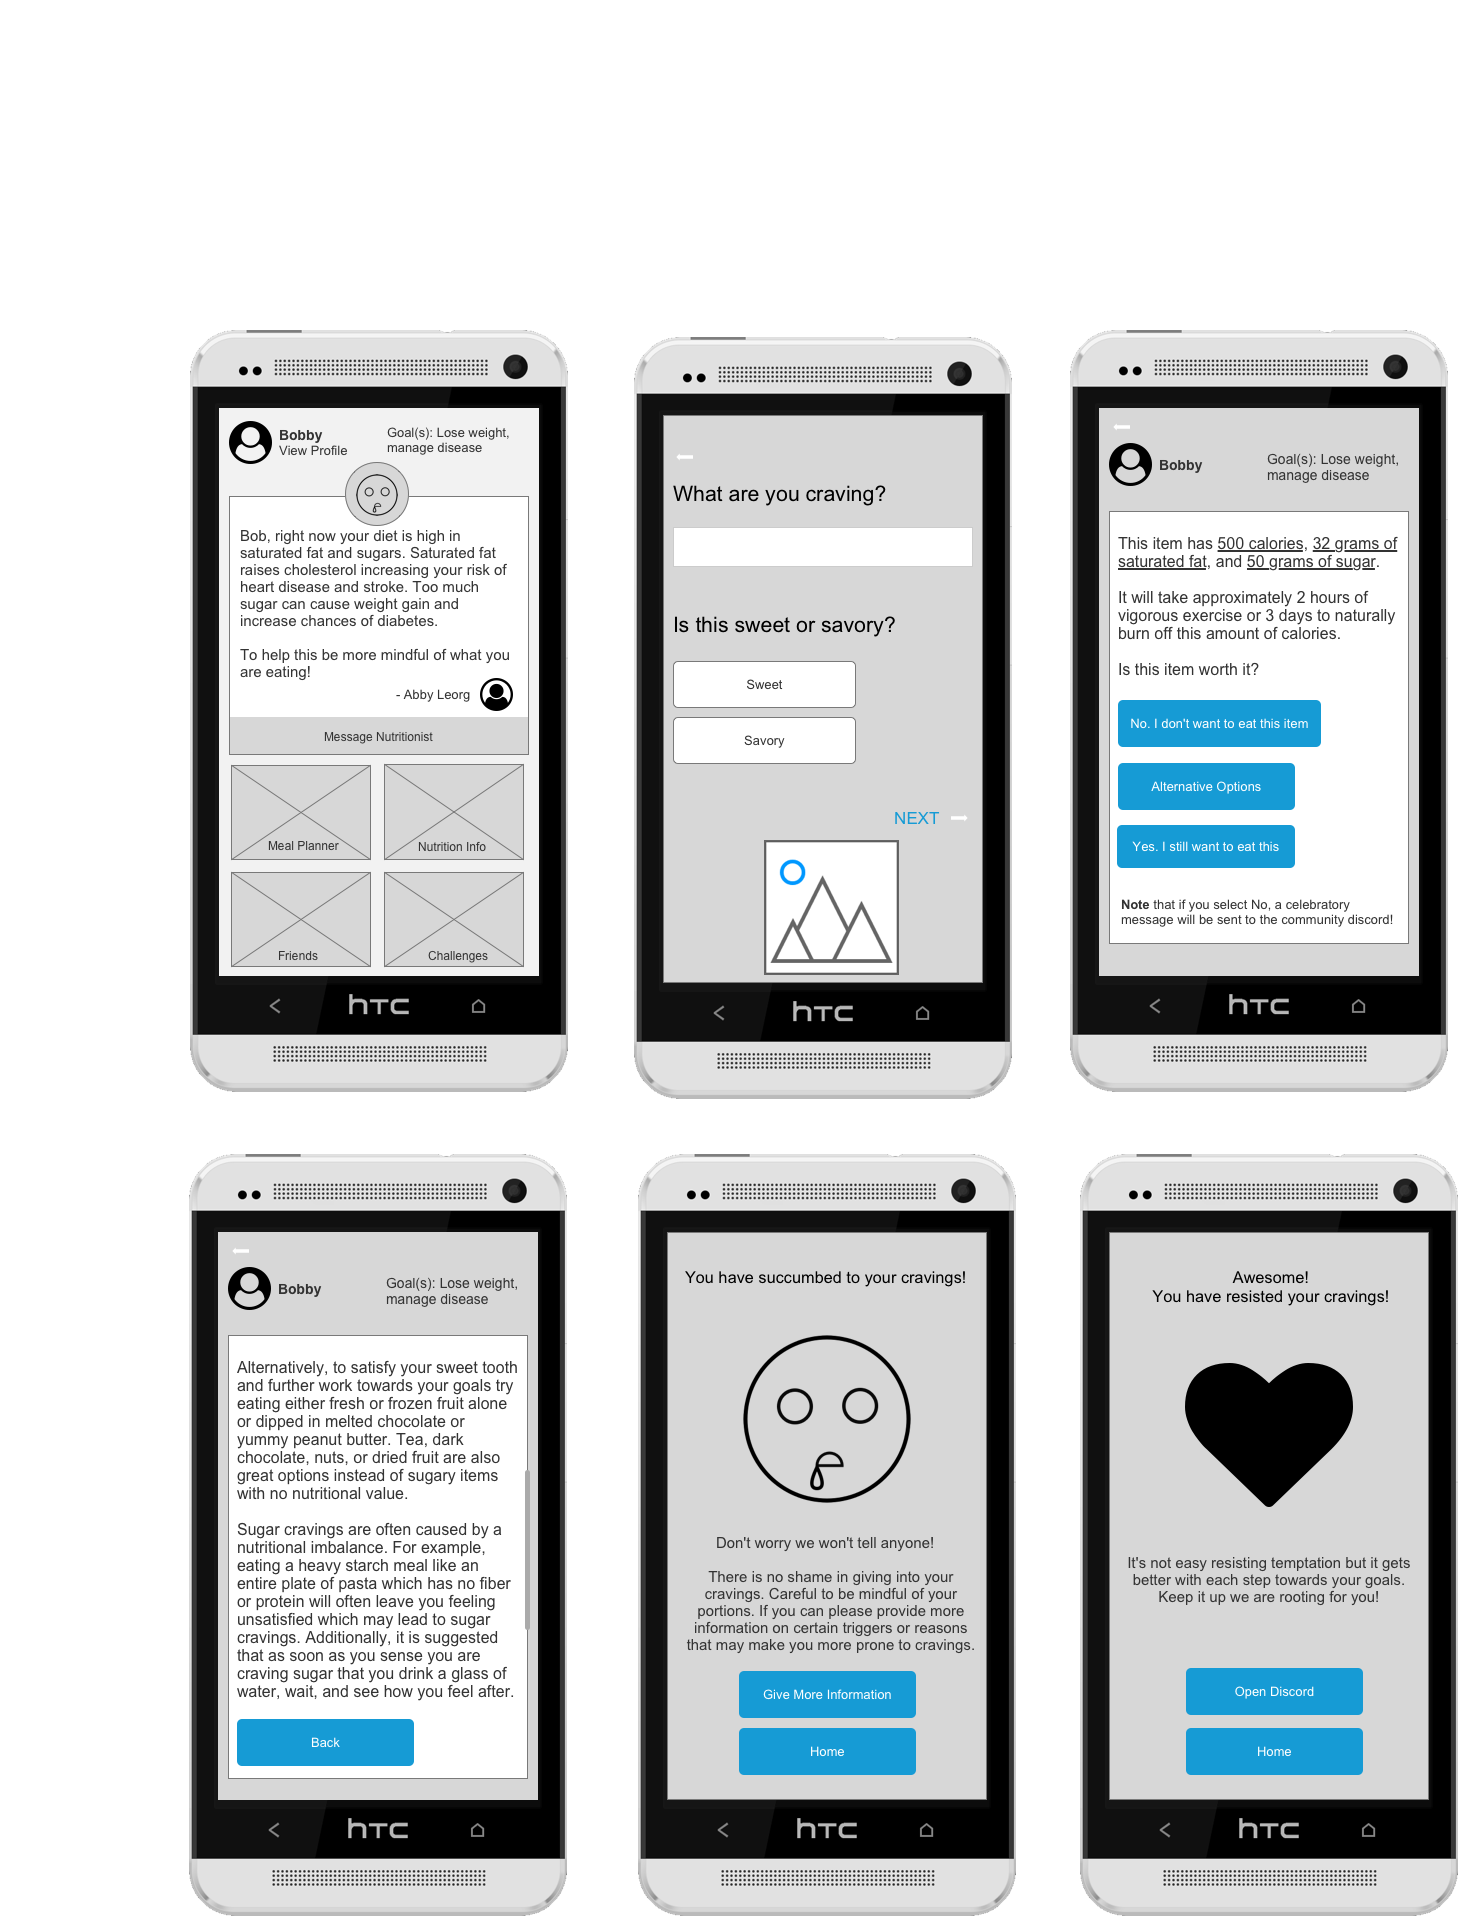 Bobby
View Profile
Goal(s): Lose weight,
manage disease
Bob, right now your diet is high in
saturated fat and sugars. Saturated fat
raises cholesterol increasing your risk of
heart disease and stroke. Too much
sugar can cause weight gain and
increase chances of diabetes.
To help this be more mindful of what you
are eating!
- Abby Leorg
Message Nutritionist
Meal Planner
Nutrition Info
Friends
Challenges
hTC
What are you craving?
Is this sweet or savory?
Sweet
Savory
NEXT
hTC
Bobby
Goal(s): Lose weight,
manage disease
This item has 500 calories, 32 grams of
saturated fat, and 50 grams of sugar.
It will take approximately 2 hours of
vigorous exercise or 3 days to naturally
burn off this amount of calories.
Is this item worth it?
No. I don't want to eat this item
Alternative Options
Yes. I still want to eat this
Note that if you select No, a celebratory
message will be sent to the community discord!
hTC
Bobby
Goal(s): Lose weight,
manage disease
Alternatively, to satisfy your sweet tooth
and further work towards your goals try
eating either fresh or frozen fruit alone
or dipped in melted chocolate or
yummy peanut butter. Tea, dark
chocolate, nuts, or dried fruit are also
great options instead of sugary items
with no nutritional value.
Sugar cravings are often caused by a
nutritional imbalance. For example,
eating a heavy starch meal like an
entire plate of pasta which has no fiber
or protein will often leave you feeling
unsatisfied which may lead to sugar
cravings. Additionally, it is suggested
that as soon as you sense you are
craving sugar that you drink a glass of
water, wait, and see how you feel after.
Back
hTC
You have succumbed to your cravings!
Don't worry we won't tell anyone!
There is no shame in giving into your
cravings. Careful to be mindful of your
portions. If you can please provide more
information on certain triggers or reasons
that may make you more prone to cravings.
Give More Information
Home
hTC
Awesome!
You have resisted your cravings!
It's not easy resisting temptation but it gets
better with each step towards your goals.
Keep it up we are rooting for you!
Open Discord
Home
hTC